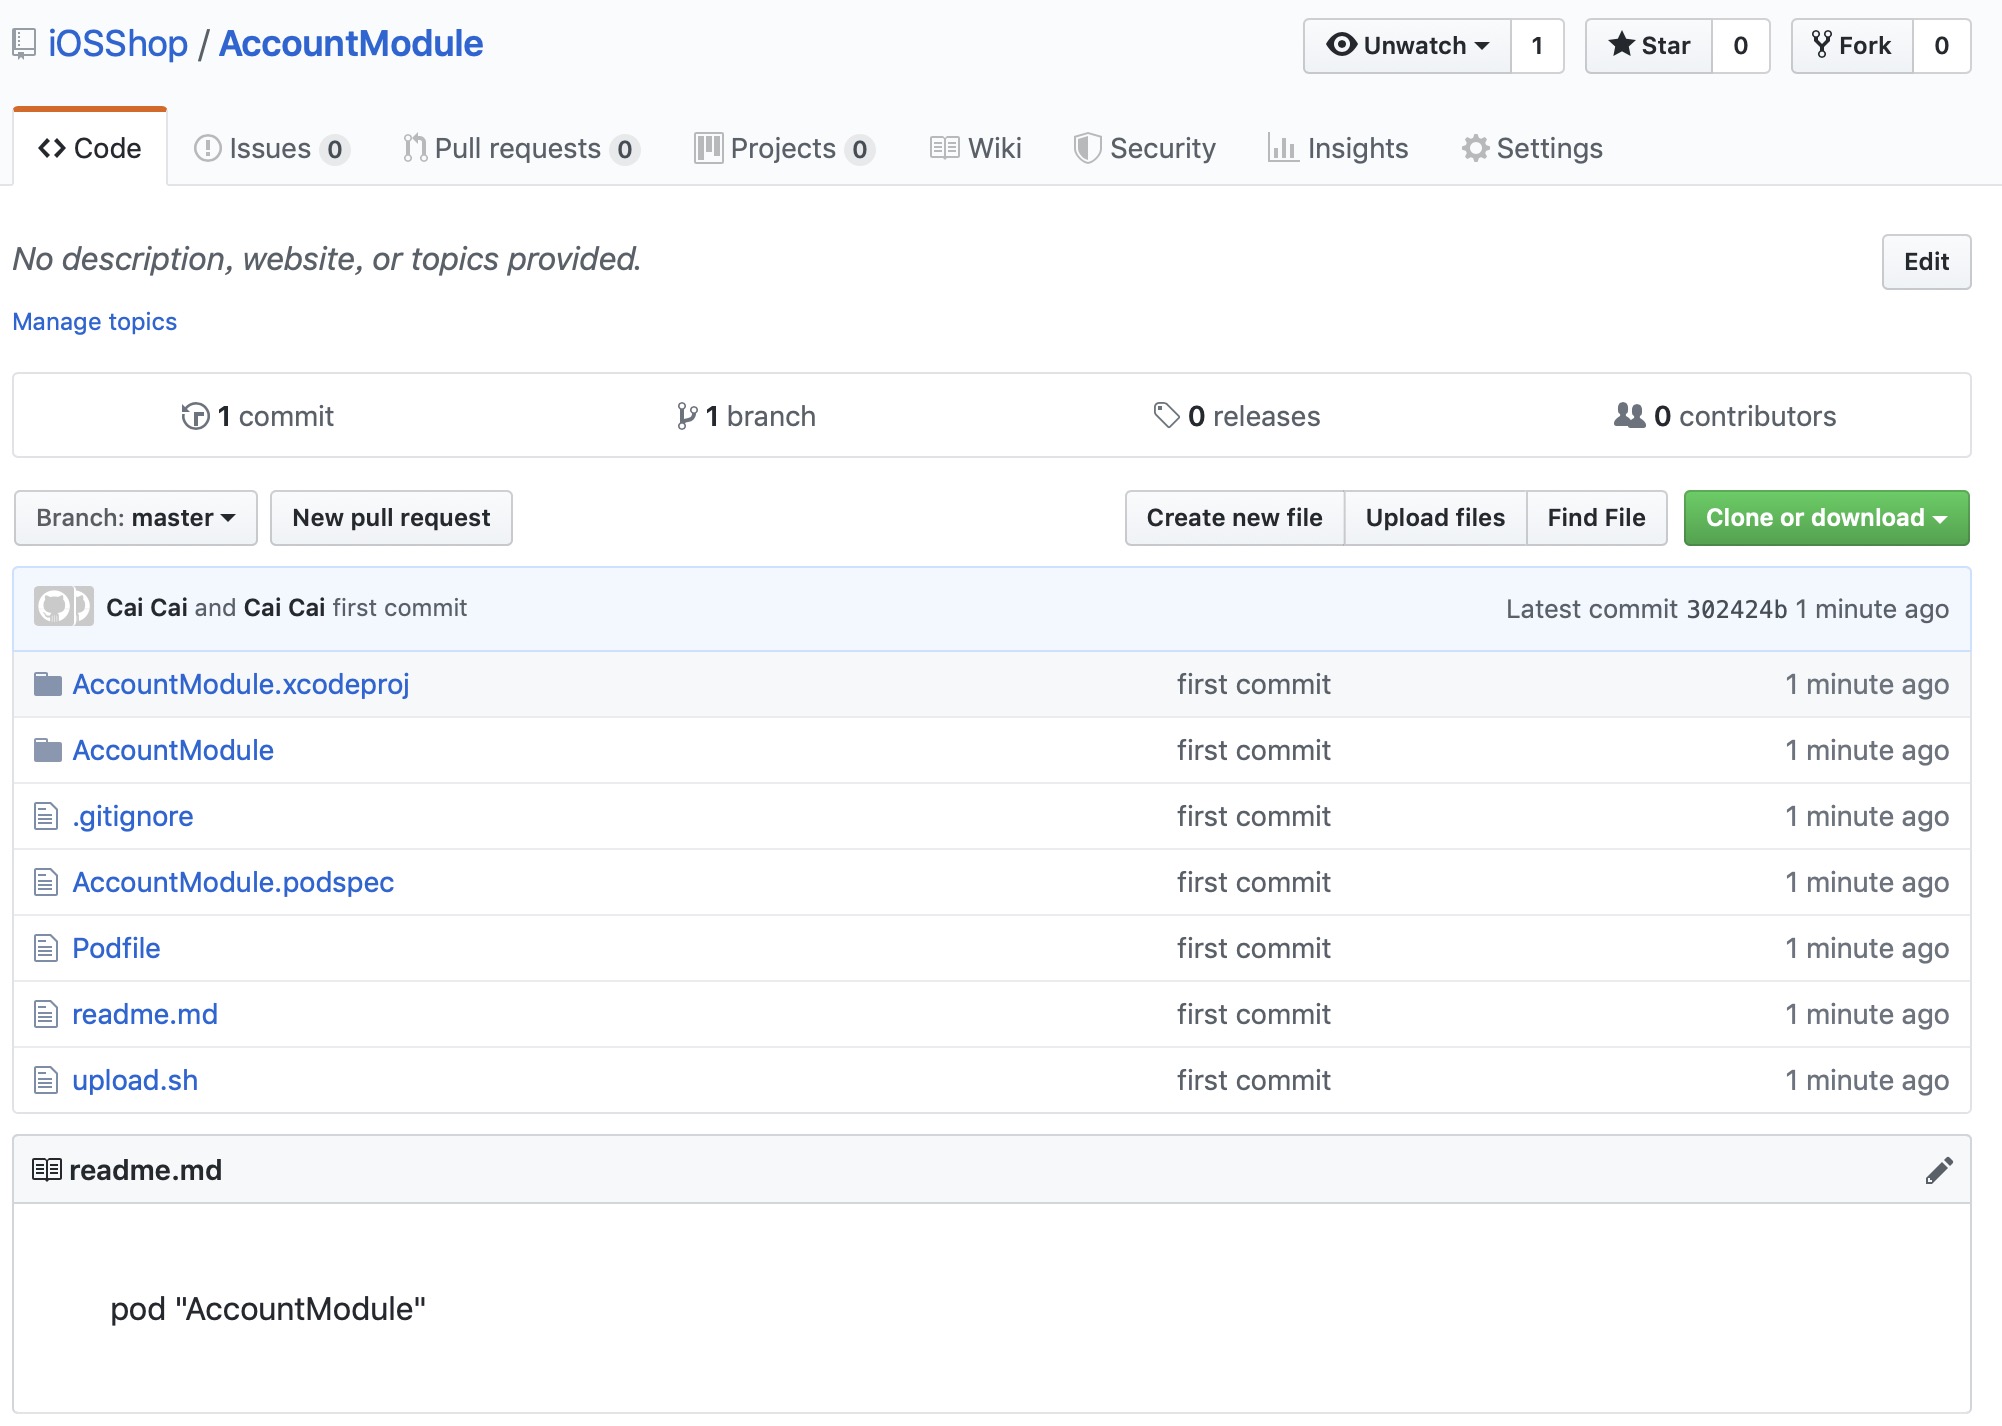 iOSShop / AccountModule
Unwatch 1 Star 0 Fork 0
Code Issues 0 Pull requests 0 Projects 0 Wiki Security Insights Settings
No description, website, or topics provided. Edit
Manage topics
1 commit 1 branch 0 releases 0 contributors
Branch: master New pull request Create new file Upload files Find File Clone or download
Cai Cai and Cai Cai first commit Latest commit 302424b 1 minute ago
AccountModule.xcodeproj first commit 1 minute ago
AccountModule first commit 1 minute ago
.gitignore first commit 1 minute ago
AccountModule.podspec first commit 1 minute ago
Podfile first commit 1 minute ago
readme.md first commit 1 minute ago
upload.sh first commit 1 minute ago
readme.md
pod "AccountModule"